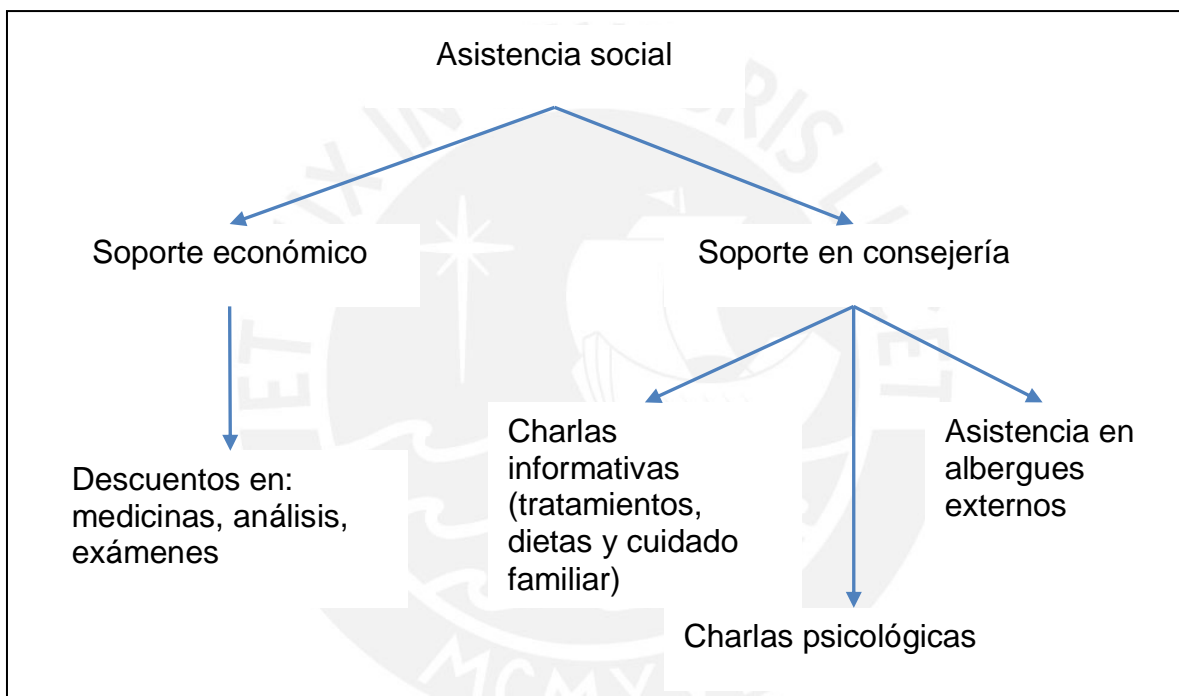 Asistencia social
Soporte económico
Soporte en consejería
Descuentos en:
medicinas, análisis,
exámenes
Charlas
informativas
(tratamientos,
dietas y cuidado
familiar)
Asistencia en
albergues
externos
Charlas psicológicas